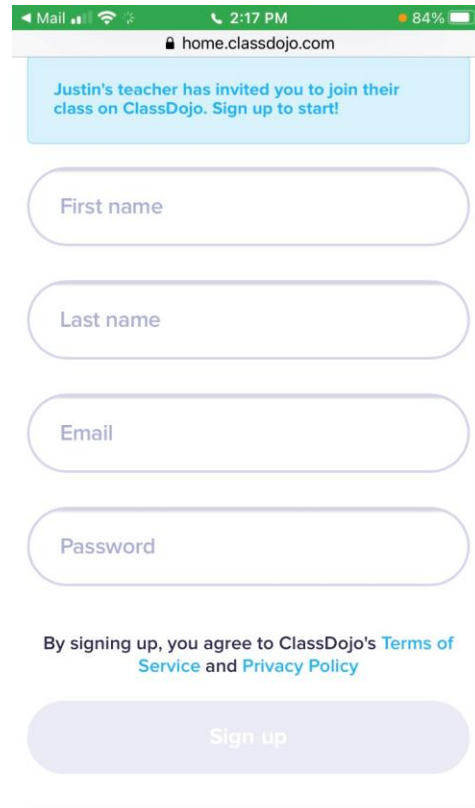 Mail 2:17 PM 84%
home.classdojo.com
Justin's teacher has invited you to join their
class on ClassDojo. Sign up to start!
First name
Last name
Email
Password
By signing up, you agree to ClassDojo's Terms of
Service and Privacy Policy
Sign up